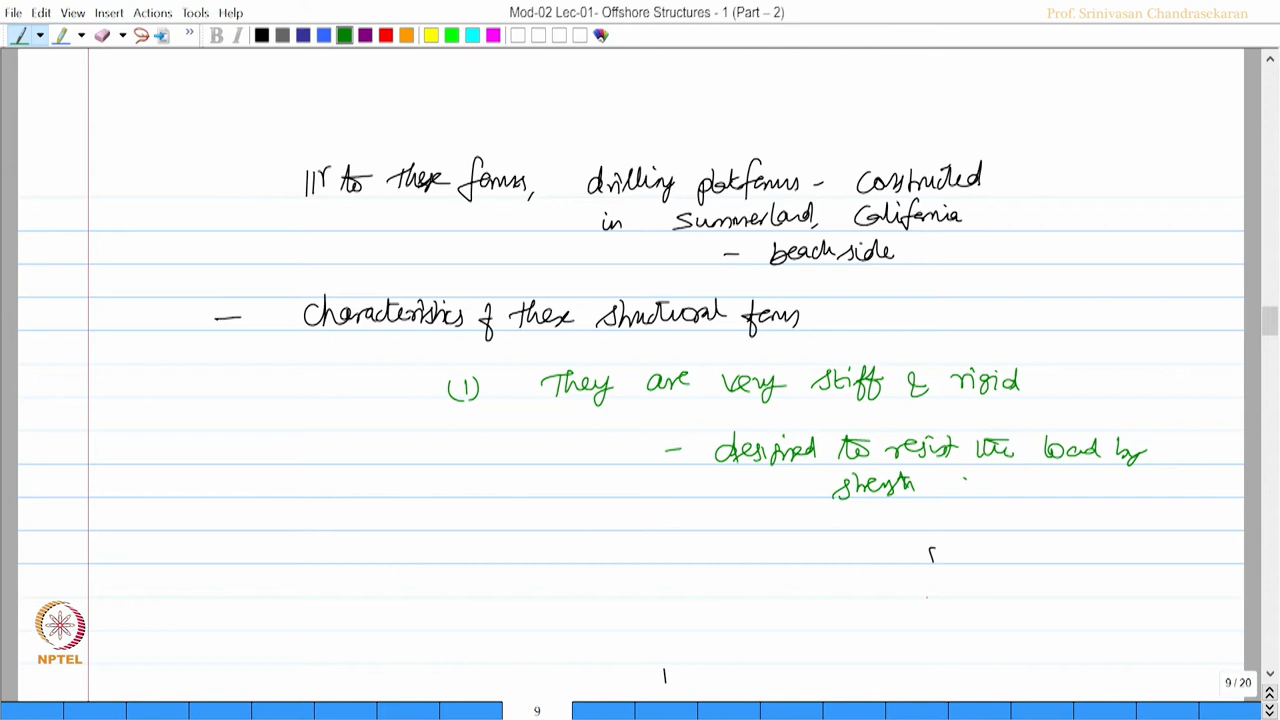 File Edit View Insert Actions Tools Help
Mod-02 Lec-01- Offshore Structures - 1 (Part – 2)
Prof. Srinivasan Chandrasekaran
B I
||r to these forms, drilling platforms - constructed
in Summerland, California
- beach side
- Characteristics of these structural forms
(1) They are very stiff & rigid
- designed to resist the load by
strength
NPTEL
9 / 20
9